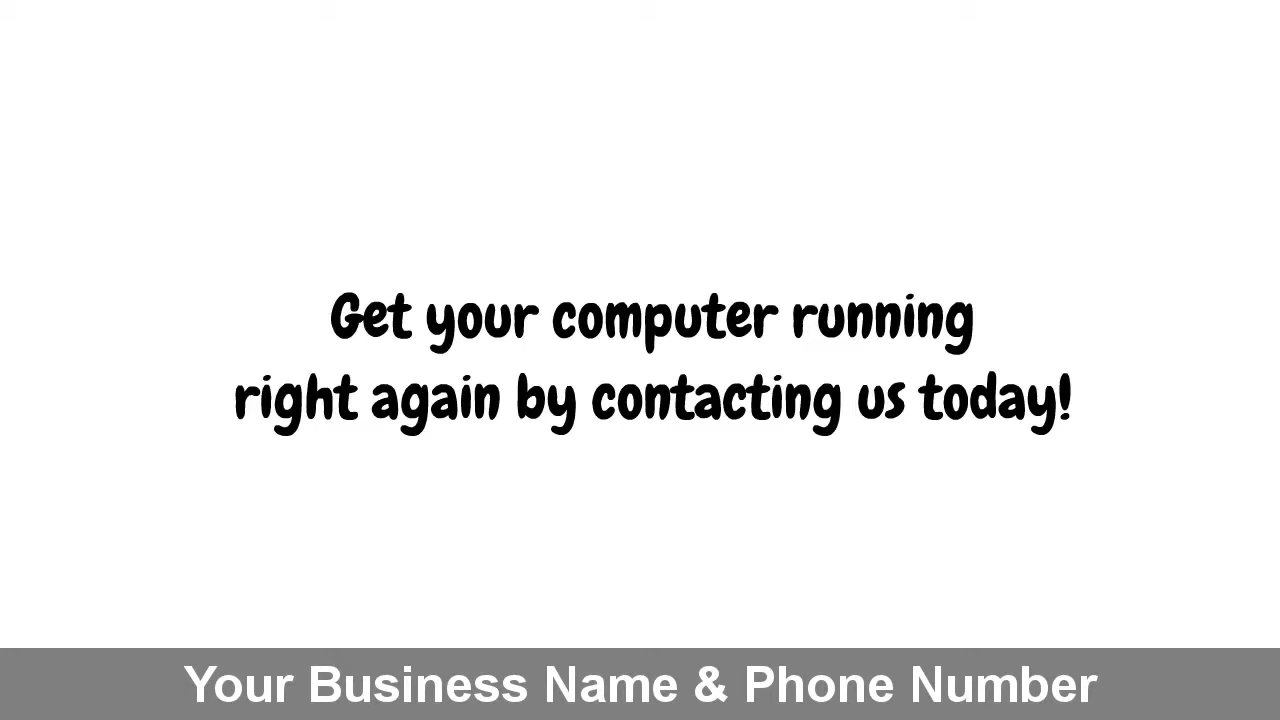 Get your computer running
right again by contacting us today!
Your Business Name & Phone Number